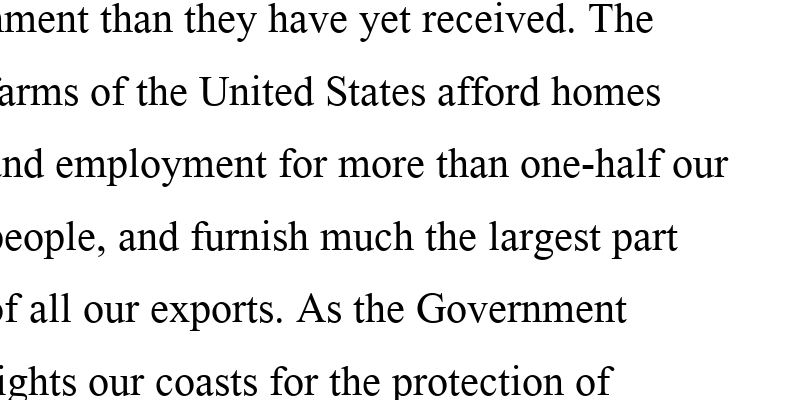 than they have yet received. The
farms of the United States afford homes
and employment for more than one-half our
people, and furnish much the largest part
of all our exports. As the Government
lights our coasts for the protection of